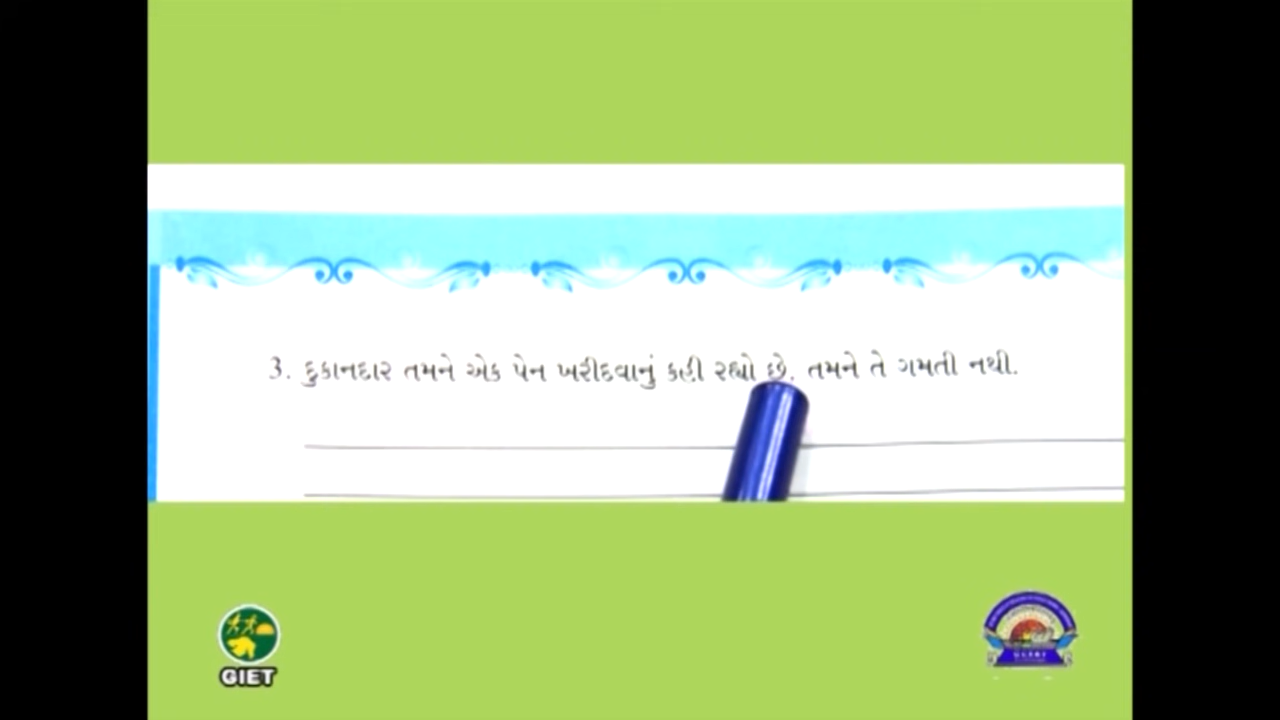 3. દુકાનદાર તમને એક પેન ખરીદવાનું કહી રહ્યો છે. તમને તે ગમતી નથી.
GIET